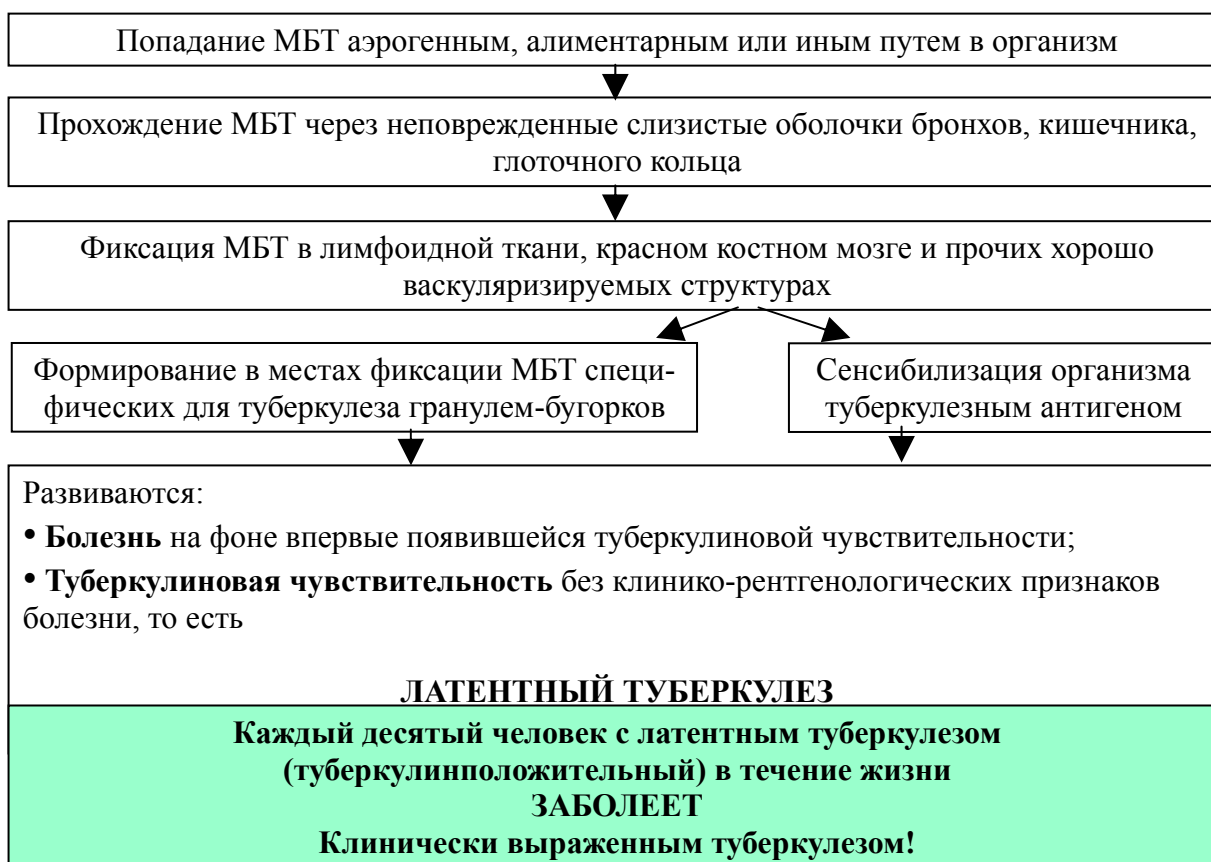 Попадание МБТ аэрогенным, алиментарным или иным путем в организм
Прохождение МБТ через неповрежденные слизистые оболочки бронхов, кишечника,
глоточного кольца
Фиксация МБТ в лимфоидной ткани, красном костном мозге и прочих хорошо
васкуляризируемых структурах
Формирование в местах фиксации МБТ специ-
фических для туберкулеза гранулем-бугорков
Сенсибилизация организма
туберкулезным антигеном
Развиваются:
• Болезнь на фоне впервые появившейся туберкулиновой чувствительности;
• Туберкулиновая чувствительность без клинико-рентгенологических признаков
болезни, то есть
ЛАТЕНТНЫЙ ТУБЕРКУЛЕЗ
Каждый десятый человек с латентным туберкулезом
(туберкулинположительный) в течение жизни
ЗАБОЛЕЕТ
Клинически выраженным туберкулезом!